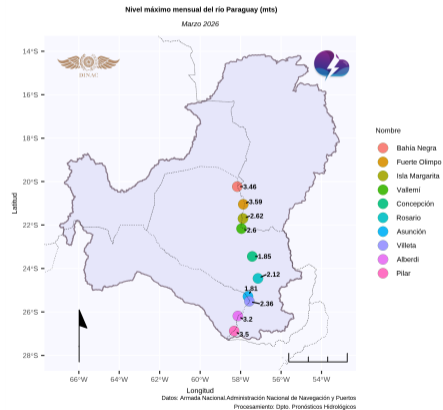 Nivel máximo mensual del río Paraguay (mts)
Marzo 2026
14°S
16°S
18°S
20°S
22°S
24°S
26°S
28°S
Latitud
DINAC
3.46
3.59
2.62
2.6
1.85
2.12
1.81
2.36
3.2
3.5
Nombre
Bahia Negra
Fuerte Olimpo
Isla Margarita
Vallemí
Concepción
Rosario
Asunción
Villeta
Alberdi
Pilar
66°W
64°W
62°W
60°W
58°W
56°W
54°W
Longitud
Datos: Armada Nacional.Administración Nacional de Navegación y Puertos
Procesamiento: Dpto. Pronósticos Hidrológicos